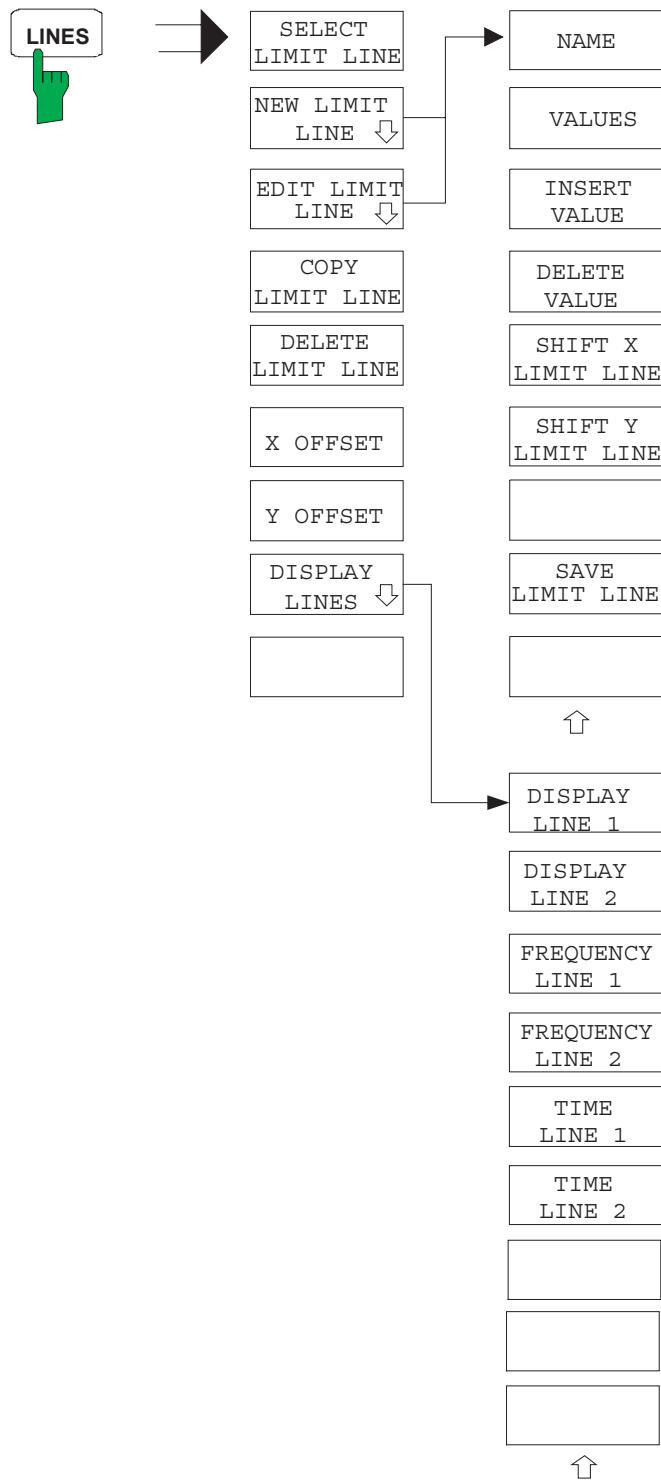 LINES
SELECT
LIMIT LINE
NEW LIMIT
LINE
EDIT LIMIT
LINE
COPY
LIMIT LINE
DELETE
LIMIT LINE
X OFFSET
Y OFFSET
DISPLAY
LINES
NAME
VALUES
INSERT
VALUE
DELETE
VALUE
SHIFT X
LIMIT LINE
SHIFT Y
LIMIT LINE
SAVE
LIMIT LINE
DISPLAY
LINE 1
DISPLAY
LINE 2
FREQUENCY
LINE 1
FREQUENCY
LINE 2
TIME
LINE 1
TIME
LINE 2